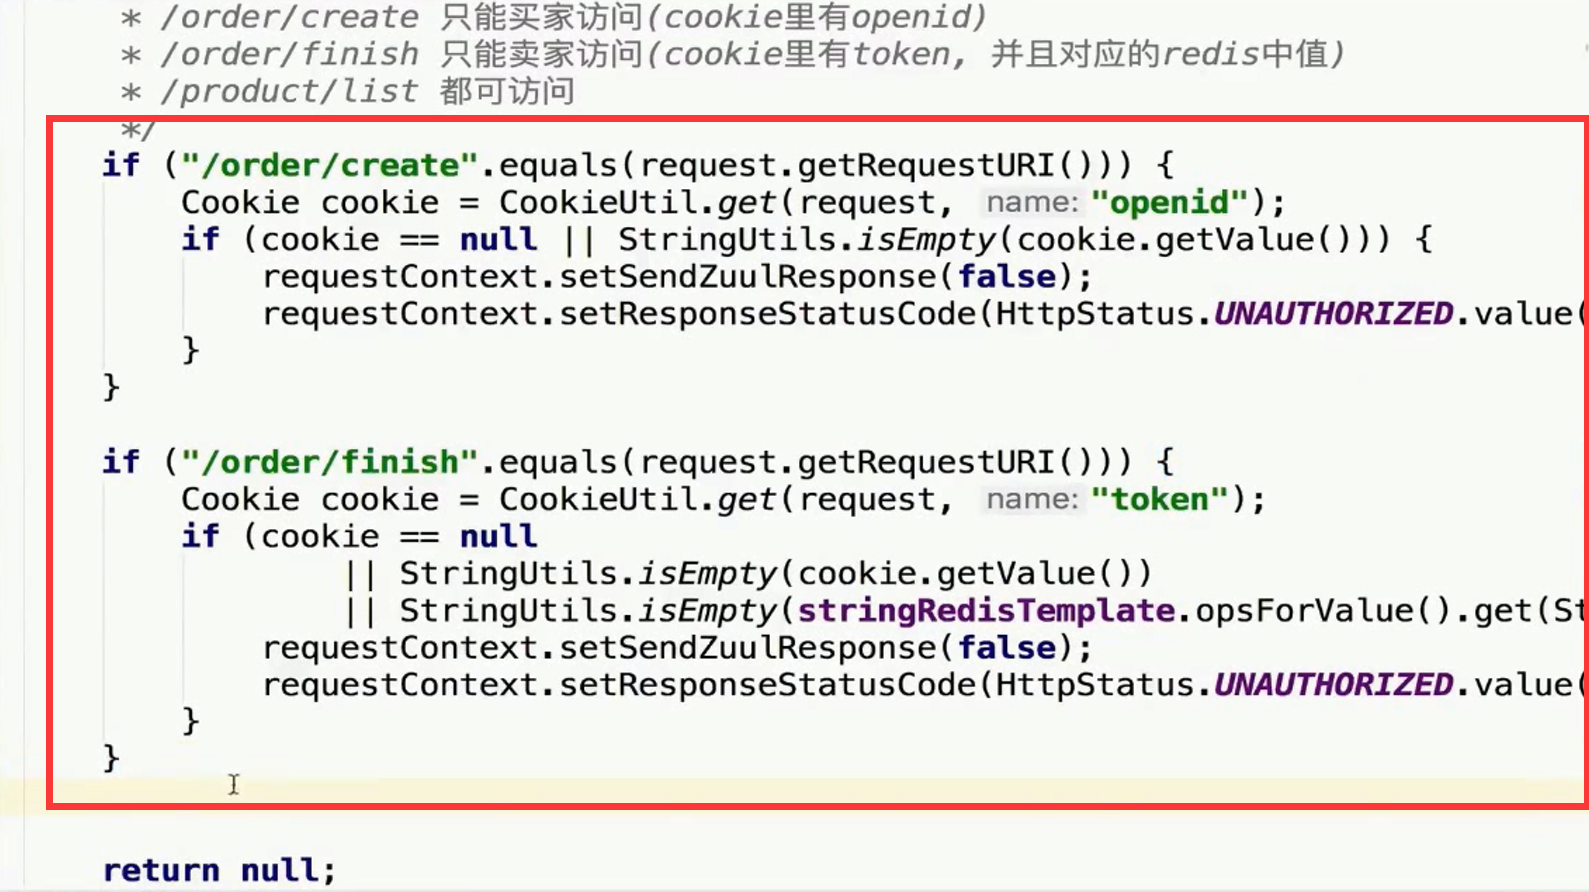 * /order/create 只能买家访问(cookie里有openid)
* /order/finish 只能卖家访问(cookie里有token, 并且对应的redis中值)
* /product/list 都可访问
*/
if ("/order/create".equals(request.getRequestURI())) {
Cookie cookie = CookieUtil.get(request, name: "openid");
if (cookie == null || StringUtils.isEmpty(cookie.getValue())) {
requestContext.setSendZuulResponse(false);
requestContext.setResponseStatusCode(HttpStatus.UNAUTHORIZED.value(
}
}
if ("/order/finish".equals(request.getRequestURI())) {
Cookie cookie = CookieUtil.get(request, name: "token");
if (cookie == null
|| StringUtils.isEmpty(cookie.getValue())
|| StringUtils.isEmpty(stringRedisTemplate.opsForValue().get(St
requestContext.setSendZuulResponse(false);
requestContext.setResponseStatusCode(HttpStatus.UNAUTHORIZED.value(
}
}
return null;